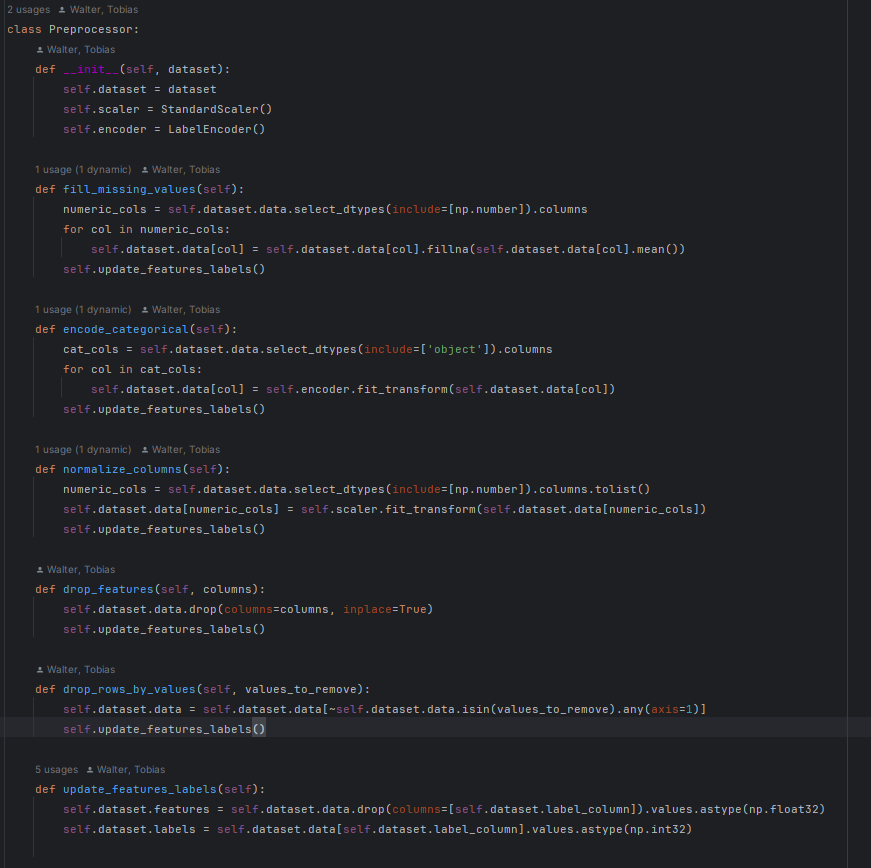 2 usages Walter, Tobias
class Preprocessor:
Walter, Tobias
def __init__(self, dataset):
self.dataset = dataset
self.scaler = StandardScaler()
self.encoder = LabelEncoder()
1 usage (1 dynamic) Walter, Tobias
def fill_missing_values(self):
numeric_cols = self.dataset.data.select_dtypes(include=[np.number]).columns
for col in numeric_cols:
self.dataset.data[col] = self.dataset.data[col].fillna(self.dataset.data[col].mean())
self.update_features_labels()
1 usage (1 dynamic) Walter, Tobias
def encode_categorical(self):
cat_cols = self.dataset.data.select_dtypes(include=['object']).columns
for col in cat_cols:
self.dataset.data[col] = self.encoder.fit_transform(self.dataset.data[col])
self.update_features_labels()
1 usage (1 dynamic) Walter, Tobias
def normalize_columns(self):
numeric_cols = self.dataset.data.select_dtypes(include=[np.number]).columns.tolist()
self.dataset.data[numeric_cols] = self.scaler.fit_transform(self.dataset.data[numeric_cols])
self.update_features_labels()
Walter, Tobias
def drop_features(self, columns):
self.dataset.data.drop(columns=columns, inplace=True)
self.update_features_labels()
Walter, Tobias
def drop_rows_by_values(self, values_to_remove):
self.dataset.data = self.dataset.data[~self.dataset.data.isin(values_to_remove).any(axis=1)]
self.update_features_labels()
5 usages Walter, Tobias
def update_features_labels(self):
self.dataset.features = self.dataset.data.drop(columns=[self.dataset.label_column]).values.astype(np.float32)
self.dataset.labels = self.dataset.data[self.dataset.label_column].values.astype(np.int32)